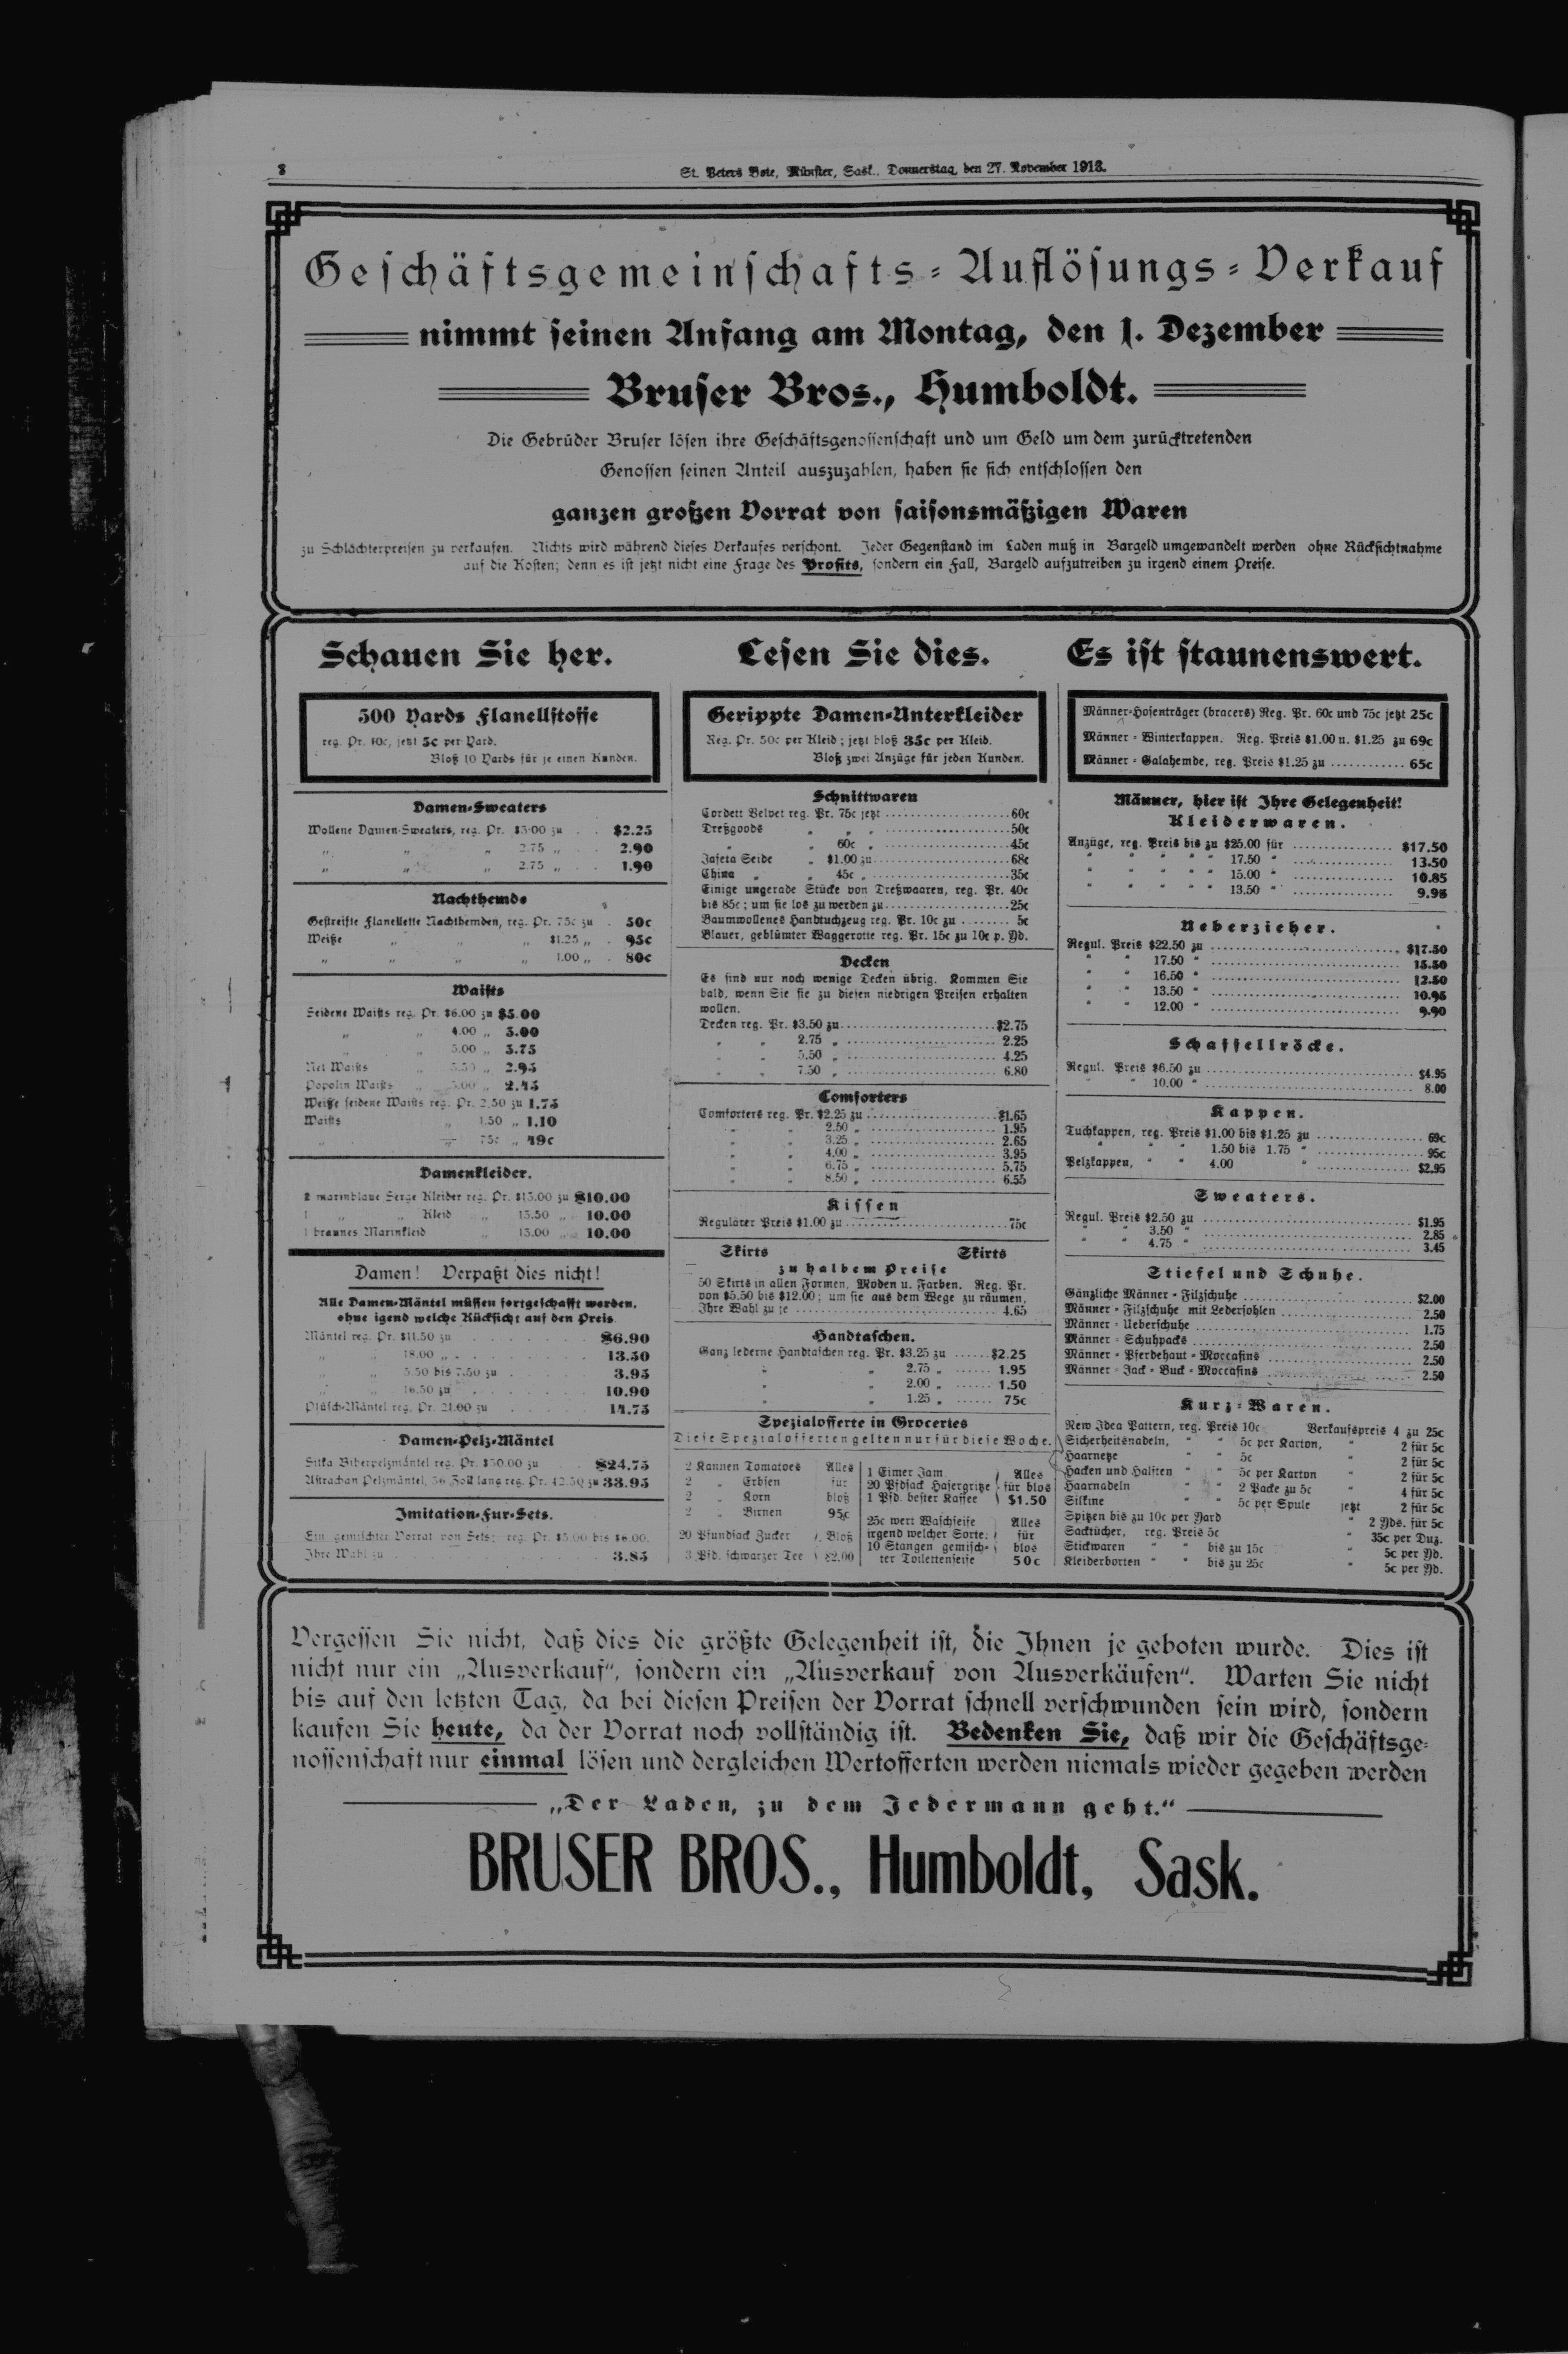 8
St. Peters Bote, Münster, Sask., Donnerstag, den 27. November 1913.
Geschäftsgemeinschafts-Auflösungs-Verkauf
nimmt seinen Anfang am Montag, den 1. Dezember
Bruser Bros., Humboldt.
Die Gebrüder Bruser lösen ihre Geschäftsgenossenschaft und um Geld um dem zurücktretenden
Genossen seinen Anteil auszuzahlen, haben sie sich entschlossen den
ganzen großen Vorrat von saisonsmäßigen Waren
zu Schlächterpreisen zu verkaufen. Nichts wird während dieses Verkaufes verschont. Jeder Gegenstand im Laden muß in Bargeld umgewandelt werden ohne Rücksichtnahme
auf die Kosten; denn es ist jetzt nicht eine Frage des Profits, sondern ein Fall, Bargeld aufzutreiben zu irgend einem Preise.
Schauen Sie her.
500 Yards Flanellstoffe
reg. Pr. 10c, jetzt 5c per Yard.
Bloß 10 Yards für je einen Kunden.
Damen-Sweaters
Wollene Damen-Sweaters, reg. Pr. $3.00 zu . . $2.25
„ „ „ 2.75 „ . . 2.90
„ „ „ 2.75 „ . . 1.90
Nachthemds
Gestreifte Flanellette Nachthemden, reg. Pr. 75c zu . 50c
Weiße „ „ „ $1.25 „ . 95c
„ „ „ „ 1.00 „ . 80c
Waists
Seidene Waists reg. Pr. $6.00 zu $5.00
„ „ 4.00 „ 3.00
„ „ 5.00 „ 3.75
Net Waists „ 3.50 „ 2.95
Popolin Waists „ 3.00 „ 2.45
Weiße seidene Waists reg. Pr. 2.50 zu 1.75
Waists „ 1.50 „ 1.10
„ „ 75c „ 49c
Damenkleider.
2 marinblaue Serge Kleider reg. Pr. $15.00 zu $10.00
1 „ „ Kleid „ 15.50 „ 10.00
1 braunes Marinkleid „ 15.00 „ 10.00
Damen! Verpaßt dies nicht!
Alle Damen-Mäntel müssen fortgeschafft werden,
ohne igend welche Rücksicht auf den Preis.
Mäntel reg. Pr. $11.50 zu $6.90
„ „ 18.00 „ 13.50
„ „ 5.50 bis 7.50 zu 3.95
„ „ 16.50 zu 10.90
Plüsch-Mäntel reg. Pr. 21.00 zu 14.75
Damen-Pelz-Mäntel
Sitka Biberpelzmäntel reg. Pr. $50.00 zu $24.75
Astrachan Pelzmäntel, 56 Zoll lang reg. Pr. 42.50 zu 33.95
Imitation-Fur-Sets.
Ein gemischter Vorrat von Sets; reg. Pr. $5.00 bis $6.00.
Ihre Wahl zu 3.85
Lesen Sie dies.
Gerippte Damen-Unterkleider
Reg. Pr. 50c per Kleid; jetzt bloß 35c per Kleid.
Bloß zwei Anzüge für jeden Kunden.
Schnittwaren
Cordett Velvet reg. Pr. 75c jetzt 60c
Dreßgoods „ „ „ 50c
„ „ 60c „ 45c
Tafeta Seide „ $1.00 zu 68c
China „ „ 45c „ 35c
Einige ungerade Stücke von Dreßwaaren, reg. Pr. 40c
bis 85c; um sie los zu werden zu 25c
Baumwollenes Handtuchzeug reg. Pr. 10c zu 5c
Blauer, geblümter Waggerotte reg. Pr. 15c zu 10c p. Yd.
Decken
Es sind nur noch wenige Decken übrig. Kommen Sie
bald, wenn Sie sie zu diesen niedrigen Preisen erhalten
wollen.
Decken reg. Pr. $3.50 zu $2.75
„ „ 2.75 „ 2.25
„ „ 5.50 „ 4.25
„ „ 7.50 „ 6.80
Comforters
Comforters reg. Pr. $2.25 zu $1.65
„ „ 2.50 „ 1.95
„ „ 3.25 „ 2.65
„ „ 4.00 „ 3.95
„ „ 6.75 „ 5.75
„ „ 8.50 „ 6.55
Kissen
Regulärer Preis $1.00 zu 75c
Skirts Skirts
zu halbem Preise
50 Skirts in allen Formen, Moden u. Farben. Reg. Pr.
von $5.50 bis $12.00; um sie aus dem Wege zu räumen,
Ihre Wahl zu je 4.65
Handtaschen.
Ganz lederne Handtaschen reg. Pr. $3.25 zu $2.25
„ „ 2.75 „ 1.95
„ „ 2.00 „ 1.50
„ „ 1.25 „ 75c
Spezialofferte in Groceries
Diese Spezialofferten gelten nur für diese Woche.
2 Kannen Tomatoes Alles
2 „ Erbsen für
2 „ Korn bloß
2 „ Birnen 95c
20 Pfundsack Zucker Bloß
3 Pfd. schwarzer Tee $2.00
1 Eimer Jam Alles
20 Pfdsack Hafergrütze für blos
1 Pfd. bester Kaffee $1.50
25c wert Waschseife Alles
irgend welcher Sorte. für
10 Stangen gemisch- blos
ter Toilettenseife 50c
Es ist staunenswert.
Männer-Hosenträger (bracers) Reg. Pr. 60c und 75c jetzt 25c
Männer-Winterkappen. Reg. Preis $1.00 u. $1.25 zu 69c
Männer-Galahemde, reg. Preis $1.25 zu 65c
Männer, hier ist Ihre Gelegenheit!
Kleiderwaren.
Anzüge, reg. Preis bis zu $25.00 für $17.50
„ „ „ „ „ 17.50 „ 13.50
„ „ „ „ „ 15.00 „ 10.85
„ „ „ „ „ 13.50 „ 9.98
Ueberzieher.
Regul. Preis $22.50 zu $17.50
„ „ 17.50 „ 15.50
„ „ 16.50 „ 12.50
„ „ 13.50 „ 10.95
„ „ 12.00 „ 9.90
Schaffellröcke.
Regul. Preis $6.50 zu $4.95
„ „ 10.00 „ 8.00
Kappen.
Tuchkappen, reg. Preis $1.00 bis $1.25 zu 69c
„ „ „ 1.50 bis 1.75 „ 95c
Pelzkappen, „ „ 4.00 „ $2.95
Sweaters.
Regul. Preis $2.50 zu $1.95
„ „ 3.50 „ 2.85
„ „ 4.75 „ 3.45
Stiefel und Schuhe.
Gänzliche Männer-Filzschuhe $2.00
Männer-Filzschuhe mit Ledersohlen 2.50
Männer-Ueberschuhe 1.75
Männer-Schuhpacks 2.50
Männer-Pferdehaut-Moccasins 2.50
Männer-Jack-Buck-Moccasins 2.50
Kurz-Waren.
New Idea Pattern, reg. Preis 10c Verkaufspreis 4 zu 25c
Sicherheitsnadeln, „ „ 5c per Karton, „ 2 für 5c
Haarnetze „ „ 5c „ 2 für 5c
Hacken und Halften „ „ 5c per Karton „ 2 für 5c
Haarnadeln „ „ 2 Packe zu 5c „ 4 für 5c
Silkine „ „ 5c per Spule jetzt 2 für 5c
Spitzen bis zu 10c per Yard „ 2 Yds. für 5c
Sacktücher, reg. Preis 5c „ 35c per Duz.
Stickwaren „ „ bis zu 15c „ 5c per Yd.
Kleiderborten „ „ bis zu 25c „ 5c per Yd.
Vergessen Sie nicht, daß dies die größte Gelegenheit ist, die Ihnen je geboten wurde. Dies ist
nicht nur ein „Ausverkauf“, sondern ein „Ausverkauf von Ausverkäufen“. Warten Sie nicht
bis auf den letzten Tag, da bei diesen Preisen der Vorrat schnell verschwunden sein wird, sondern
kaufen Sie heute, da der Vorrat noch vollständig ist. Bedenken Sie, daß wir die Geschäftsge-
nossenschaft nur einmal lösen und dergleichen Wertofferten werden niemals wieder gegeben werden
„Der Laden, zu dem Jedermann geht.“
BRUSER BROS., Humboldt, Sask.